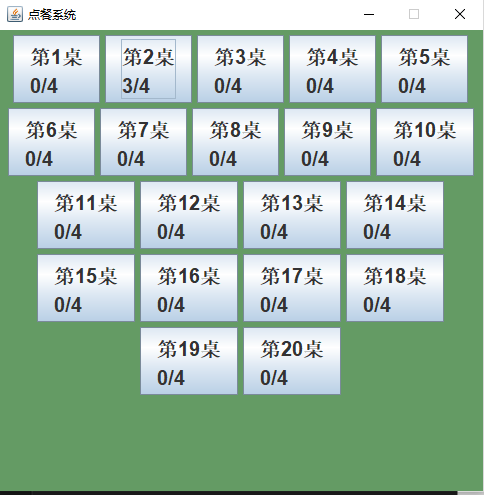 点餐系统
第1桌 第2桌 第3桌 第4桌 第5桌
0/4 3/4 0/4 0/4 0/4
第6桌 第7桌 第8桌 第9桌 第10桌
0/4 0/4 0/4 0/4 0/4
第11桌 第12桌 第13桌 第14桌
0/4 0/4 0/4 0/4
第15桌 第16桌 第17桌 第18桌
0/4 0/4 0/4 0/4
第19桌 第20桌
0/4 0/4